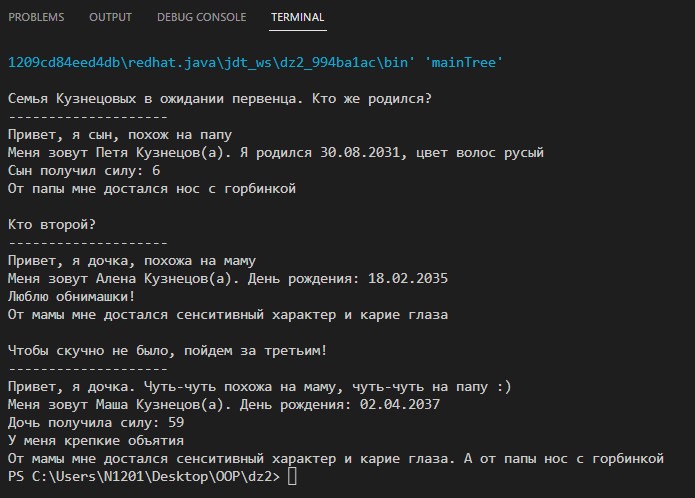 PROBLEMS OUTPUT DEBUG CONSOLE TERMINAL
1209cd84eed4db\redhat.java\jdt_ws\dz2_994ba1ac\bin' 'mainTree'
Семья Кузнецовых в ожидании первенца. Кто же родился?
--------------------
Привет, я сын, похож на папу
Меня зовут Петя Кузнецов(а). Я родился 30.08.2031, цвет волос русый
Сын получил силу: 6
От папы мне достался нос с горбинкой
Кто второй?
--------------------
Привет, я дочка, похожа на маму
Меня зовут Алена Кузнецов(а). День рождения: 18.02.2035
Люблю обнимашки!
От мамы мне достался сенситивный характер и карие глаза
Чтобы скучно не было, пойдем за третьим!
--------------------
Привет, я дочка. Чуть-чуть похожа на маму, чуть-чуть на папу :)
Меня зовут Маша Кузнецов(а). День рождения: 02.04.2037
Дочь получила силу: 59
У меня крепкие объятия
От мамы мне достался сенситивный характер и карие глаза. А от папы нос с горбинкой
PS C:\Users\N1201\Desktop\OOP\dz2>